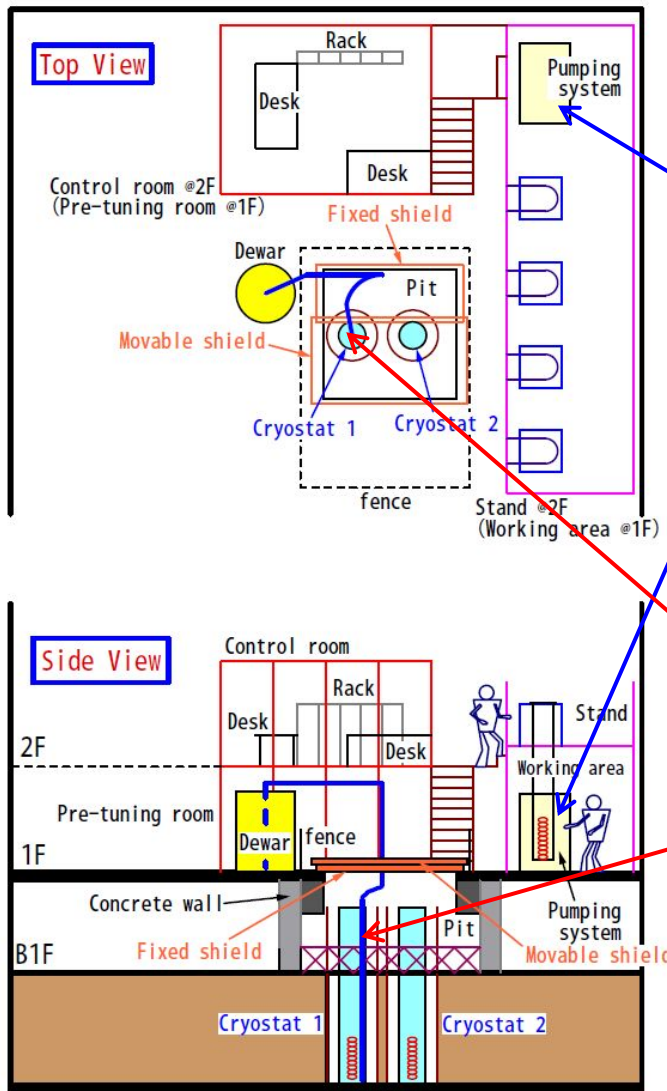 Top View
Rack
Desk
Pumping
system
Desk
Control room @2F
(Pre-tuning room @1F)
Fixed shield
Dewar
Pit
Movable shield
Cryostat 1
Cryostat 2
fence
Stand @2F
(Working area @1F)
Side View
Control room
Rack
Desk
Stand
Desk
2F
Working area
Pre-tuning room
Dewar
fence
1F
Concrete wall
Pumping
system
Pit
Fixed shield
Movable shield
B1F
Cryostat 1
Cryostat 2